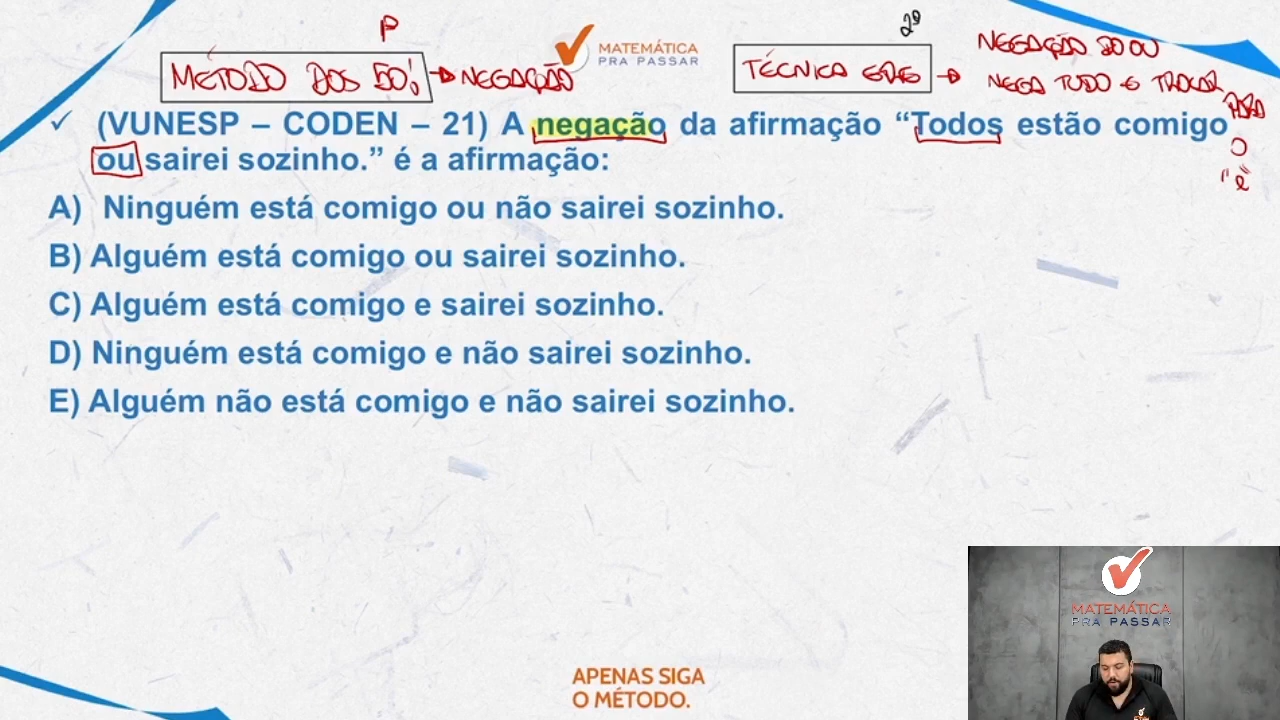 P
2º
MATEMÁTICA
PRA PASSAR
NEGAÇÃO DO OU
MÉTODO DOS 50; → NEGAÇÃO
TÉCNICA →
NEGA TUDO E TROCAR
PARA
O
"e"
✓ (VUNESP – CODEN – 21) A negação da afirmação “Todos estão comigo
ou sairei sozinho.” é a afirmação:
A) Ninguém está comigo ou não sairei sozinho.
B) Alguém está comigo ou sairei sozinho.
C) Alguém está comigo e sairei sozinho.
D) Ninguém está comigo e não sairei sozinho.
E) Alguém não está comigo e não sairei sozinho.
MATEMÁTICA
PRA PASSAR
APENAS SIGA
O MÉTODO.